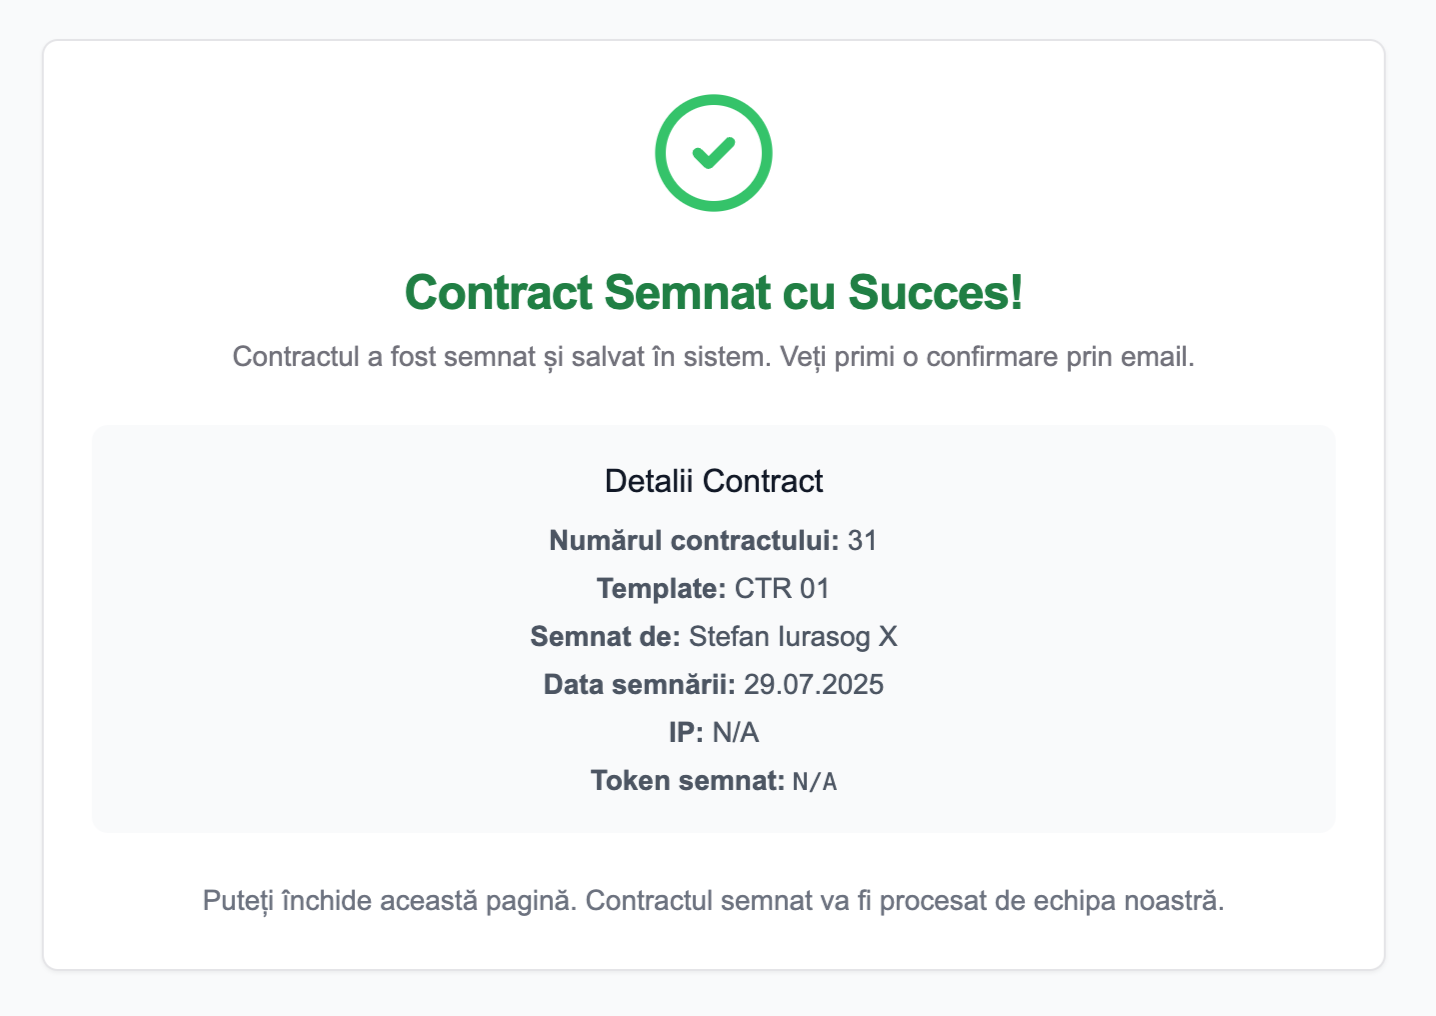 Contract Semnat cu Succes!
Contractul a fost semnat și salvat în sistem. Veți primi o confirmare prin email.
Detalii Contract
Numărul contractului: 31
Template: CTR 01
Semnat de: Stefan Iurasog X
Data semnării: 29.07.2025
IP: N/A
Token semnat: N/A
Puteți închide această pagină. Contractul semnat va fi procesat de echipa noastră.